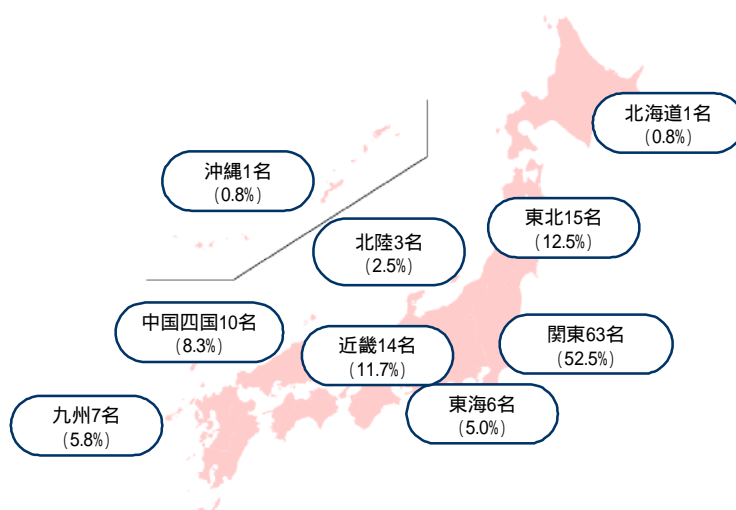 北海道1名
(0.8%)
沖縄1名
(0.8%)
東北15名
(12.5%)
北陸3名
(2.5%)
中国四国10名
(8.3%)
関東63名
(52.5%)
近畿14名
(11.7%)
東海6名
(5.0%)
九州7名
(5.8%)